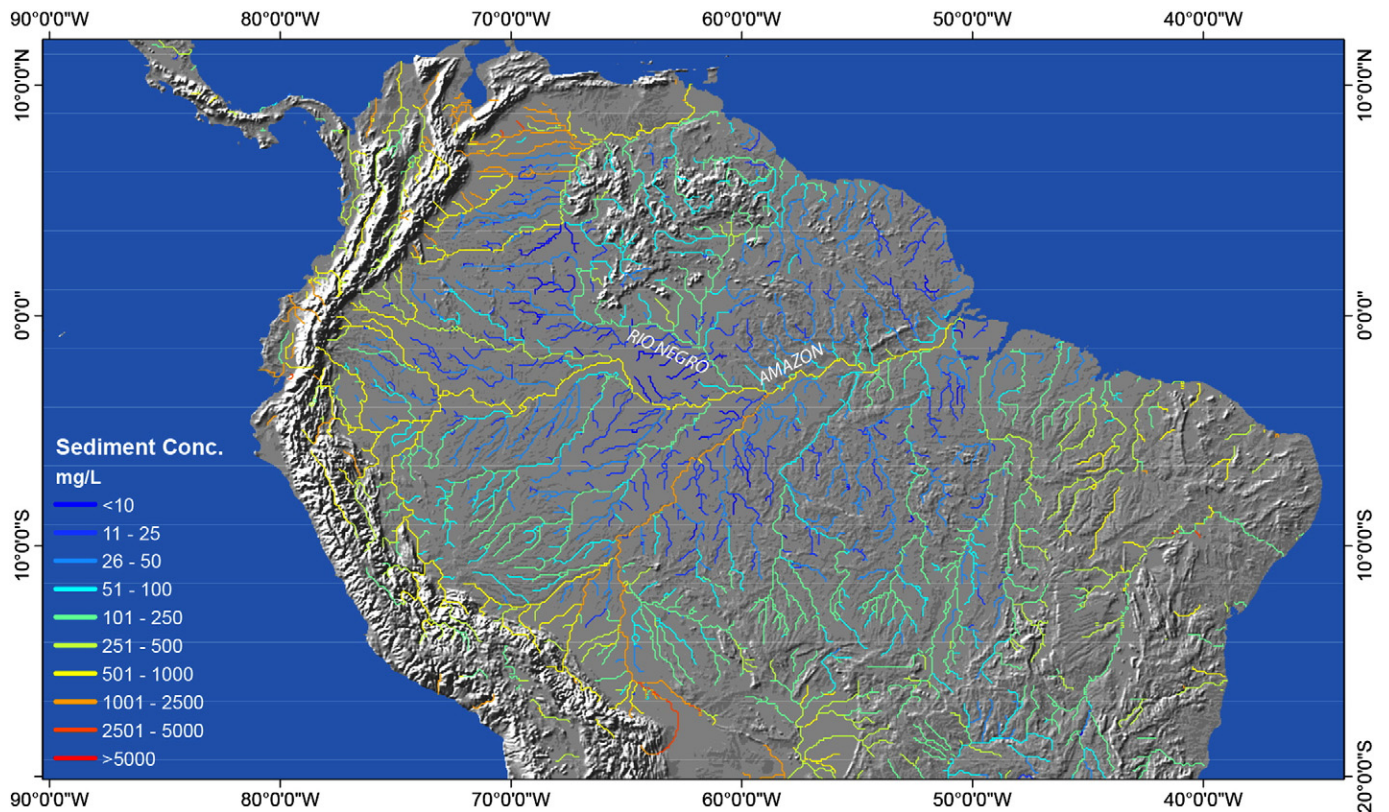 90°0'0"W 80°0'0"W 70°0'0"W 60°0'0"W 50°0'0"W 40°0'0"W
10°0'0"N 10°0'0"N
0°0'0" 0°0'0"
RIO NEGRO
AMAZON
Sediment Conc.
mg/L
<10
11 - 25
26 - 50
51 - 100
101 - 250
251 - 500
501 - 1000
1001 - 2500
2501 - 5000
>5000
10°0'0"S 10°0'0"S
20°0'0"S
90°0'0"W 80°0'0"W 70°0'0"W 60°0'0"W 50°0'0"W 40°0'0"W